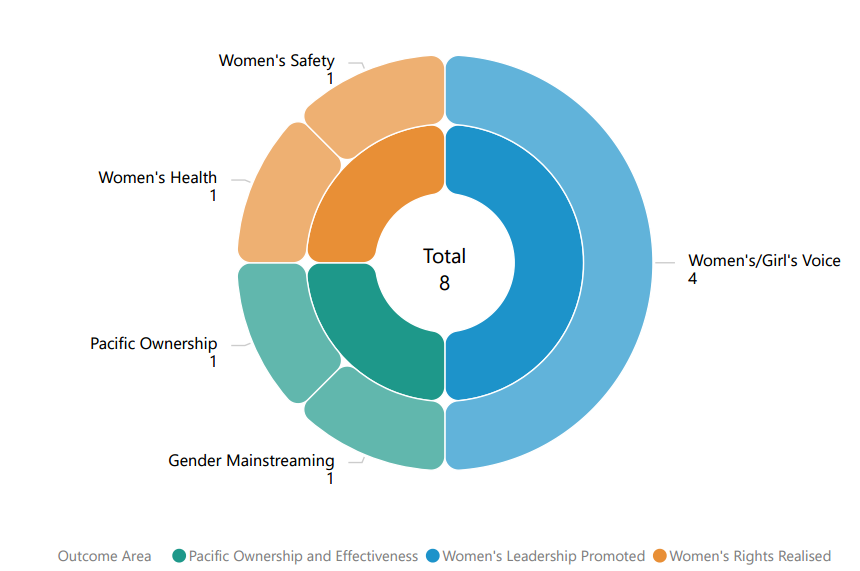 Women's Safety
1
Women's Health
1
Women's/Girl's Voice
4
Total
8
Pacific Ownership
1
Gender Mainstreaming
1
Outcome Area Pacific Ownership and Effectiveness Women's Leadership Promoted Women's Rights Realised